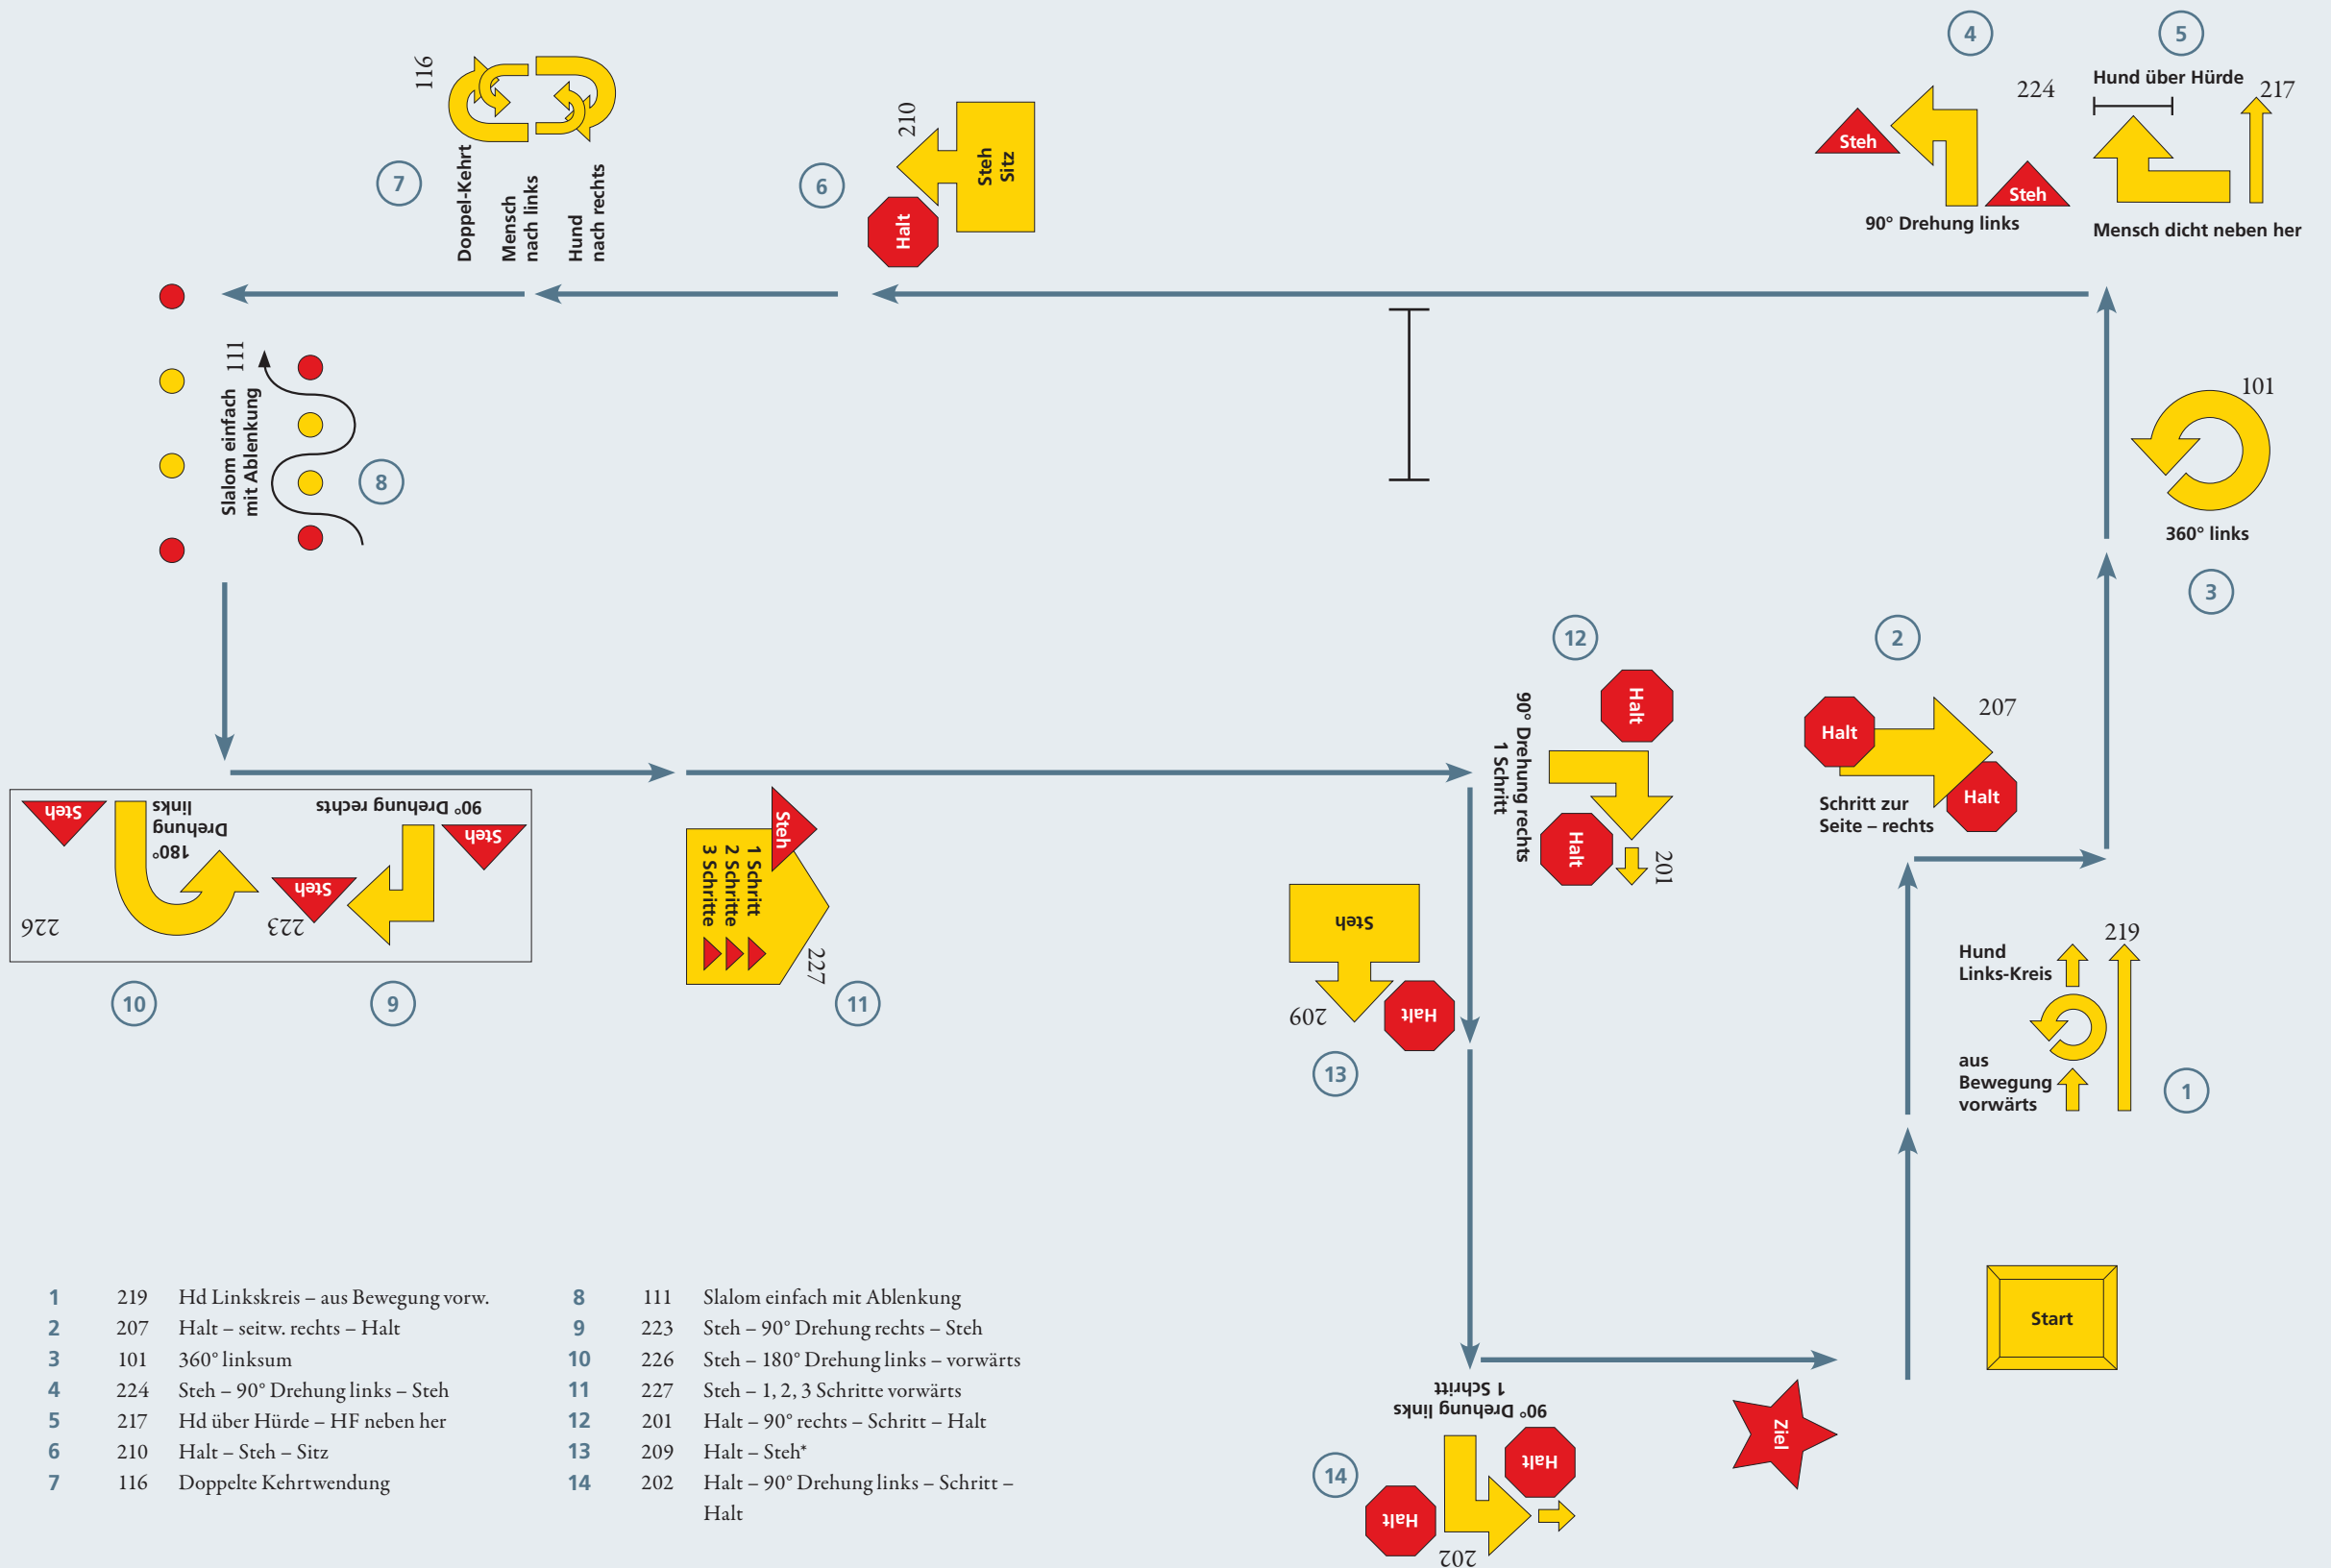 4
5
Hund über Hürde
224
217
Steh
Steh
90° Drehung links
Mensch dicht neben her
116
7
Doppel-Kehrt
Mensch
nach links
Hund
nach rechts
210
6
Steh
Sitz
Halt
111
Slalom einfach
mit Ablenkung
8
101
360° links
3
12
Halt
90° Drehung rechts
1 Schritt
Halt
201
2
207
Halt
Halt
Schritt zur
Seite – rechts
Steh
180°
Drehung
links
226
10
90° Drehung rechts
Steh
Steh
223
9
Steh
1 Schritt
2 Schritte
3 Schritte
227
11
Steh
Halt
209
13
219
Hund
Links-Kreis
aus
Bewegung
vorwärts
1
Start
90° Drehung links
1 Schritt
Halt
Halt
202
14
Ziel
1 219 Hd Linkskreis – aus Bewegung vorw.
2 207 Halt – seitw. rechts – Halt
3 101 360° linksum
4 224 Steh – 90° Drehung links – Steh
5 217 Hd über Hürde – HF neben her
6 210 Halt – Steh – Sitz
7 116 Doppelte Kehrtwendung
8 111 Slalom einfach mit Ablenkung
9 223 Steh – 90° Drehung rechts – Steh
10 226 Steh – 180° Drehung links – vorwärts
11 227 Steh – 1, 2, 3 Schritte vorwärts
12 201 Halt – 90° rechts – Schritt – Halt
13 209 Halt – Steh*
14 202 Halt – 90° Drehung links – Schritt –
Halt